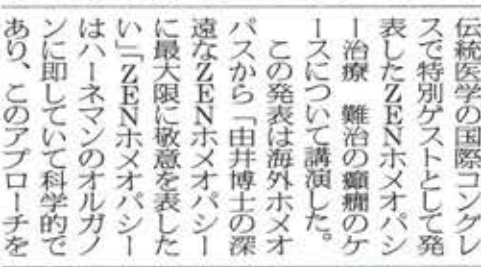 伝統医学の国際コングレ
スで特別ゲストとして発
表したZENホメオパシ
ー治療　難治の癲癇のケ
ースについて講演した。
　この発表は海外ホメオ
パスから「由井博士の深
遠なZENホメオパシー
に最大限に敬意を表した
い」「ZENホメオパシー
はハーネマンのオルガノ
ンに即していて科学的で
あり、このアプローチを